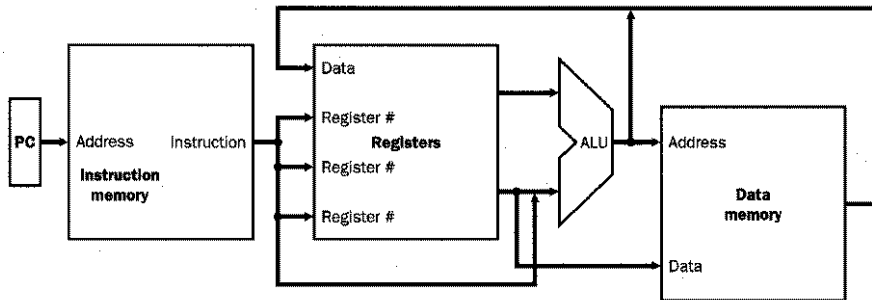 PC
Address
Instruction
Instruction
memory
Data
Register #
Registers
Register #
Register #
ALU
Address
Data
memory
Data